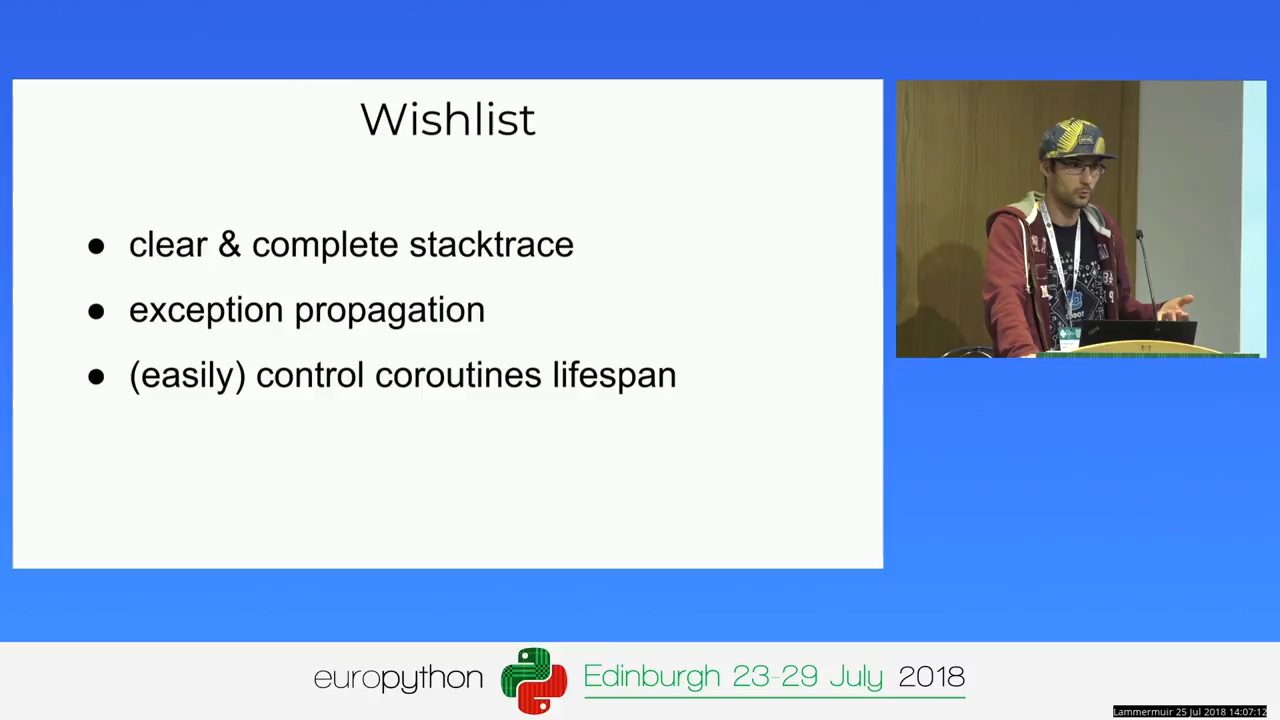 Wishlist
● clear & complete stacktrace
● exception propagation
● (easily) control coroutines lifespan
europython Edinburgh 23-29 July 2018
Lammermuir 25 Jul 2018 14:07:12